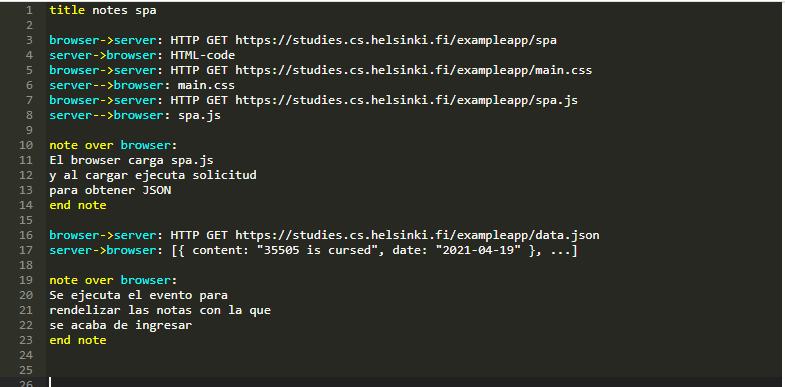 1 title notes spa
2
3 browser->server: HTTP GET https://studies.cs.helsinki.fi/exampleapp/spa
4 server->browser: HTML-code
5 browser->server: HTTP GET https://studies.cs.helsinki.fi/exampleapp/main.css
6 server-->browser: main.css
7 browser->server: HTTP GET https://studies.cs.helsinki.fi/exampleapp/spa.js
8 server-->browser: spa.js
9
10 note over browser:
11 El browser carga spa.js
12 y al cargar ejecuta solicitud
13 para obtener JSON
14 end note
15
16 browser->server: HTTP GET https://studies.cs.helsinki.fi/exampleapp/data.json
17 server->browser: [{ content: "35505 is cursed", date: "2021-04-19" }, ...]
18
19 note over browser:
20 Se ejecuta el evento para
21 rendelizar las notas con la que
22 se acaba de ingresar
23 end note
24
25
26